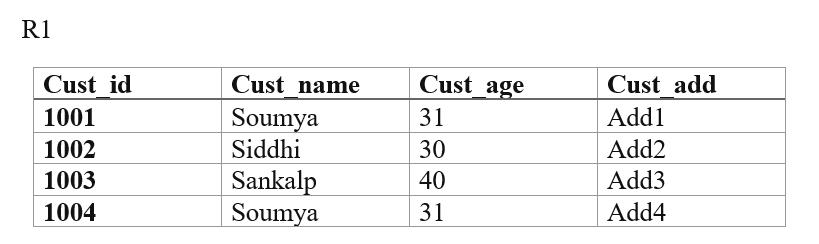 R1
Cust_id Cust_name Cust_age Cust_add
1001 Soumya 31 Add1
1002 Siddhi 30 Add2
1003 Sankalp 40 Add3
1004 Soumya 31 Add4